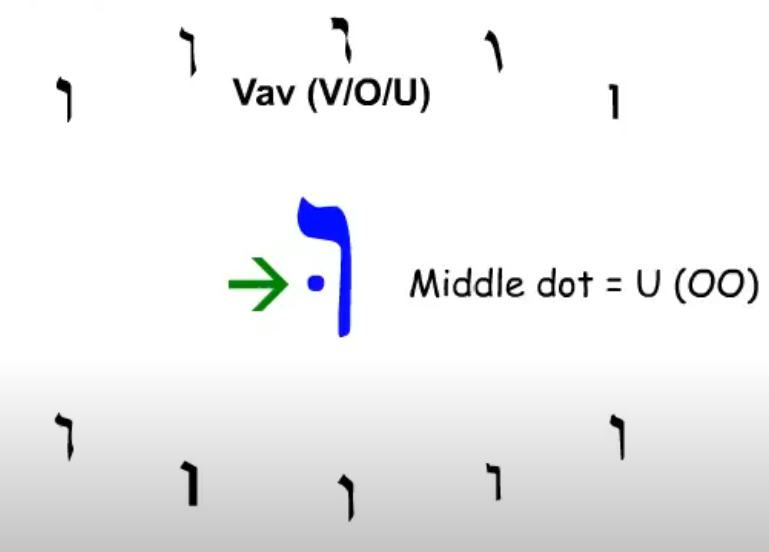 ו ו ו ו ו
Vav (V/O/U)
וּ Middle dot = U (OO)
ו ו ו ו ו